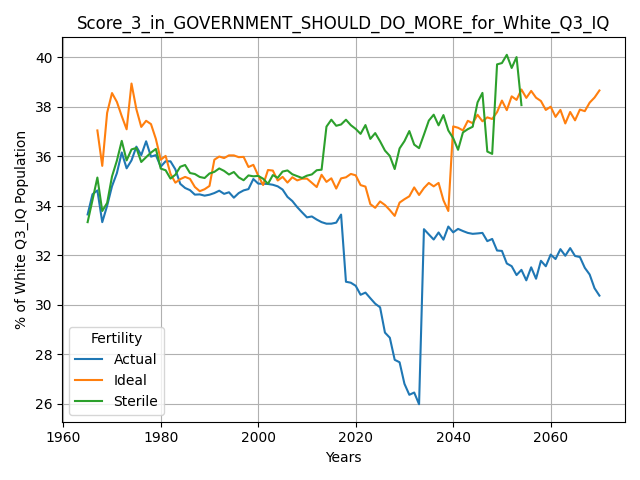 Score_3_in_GOVERNMENT_SHOULD_DO_MORE_for_White_Q3_IQ
% of White Q3_IQ Population
40
38
36
34
32
30
28
26
Fertility
Actual
Ideal
Sterile
1960
1980
2000
2020
2040
2060
Years